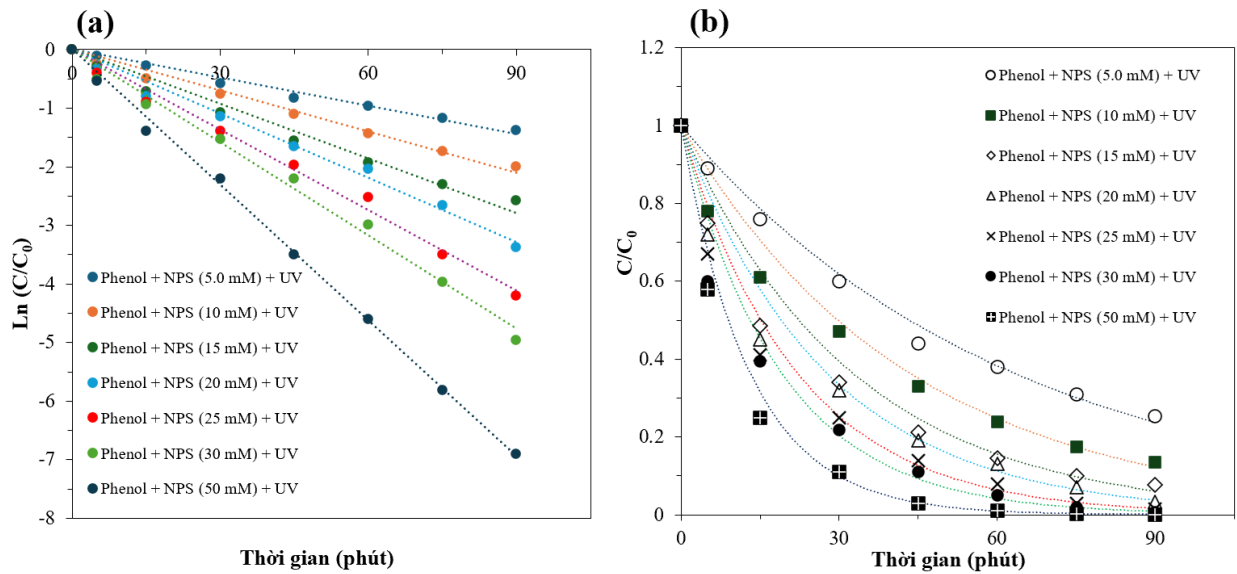 (a)
0
-1
-2
-3
-4
-5
-6
-7
-8
0
30
60
90
Ln (C/C0)
Thời gian (phút)
Phenol + NPS (5.0 mM) + UV
Phenol + NPS (10 mM) + UV
Phenol + NPS (15 mM) + UV
Phenol + NPS (20 mM) + UV
Phenol + NPS (25 mM) + UV
Phenol + NPS (30 mM) + UV
Phenol + NPS (50 mM) + UV
(b)
1.2
1
0.8
0.6
0.4
0.2
0
0
30
60
90
C/C0
Thời gian (phút)
Phenol + NPS (5.0 mM) + UV
Phenol + NPS (10 mM) + UV
Phenol + NPS (15 mM) + UV
Phenol + NPS (20 mM) + UV
Phenol + NPS (25 mM) + UV
Phenol + NPS (30 mM) + UV
Phenol + NPS (50 mM) + UV